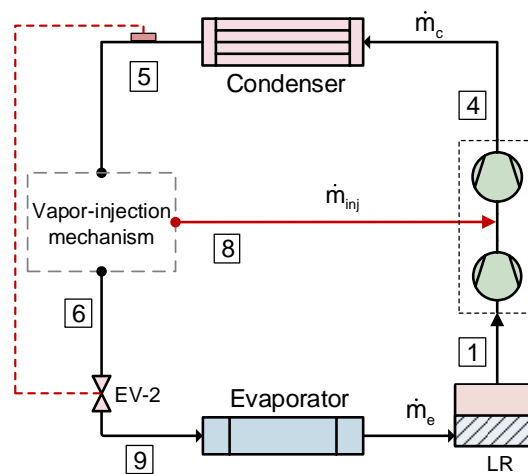 ṁc
5
Condenser
4
Vapor-injection
mechanism
ṁinj
8
6
1
EV-2
Evaporator
ṁe
9
LR